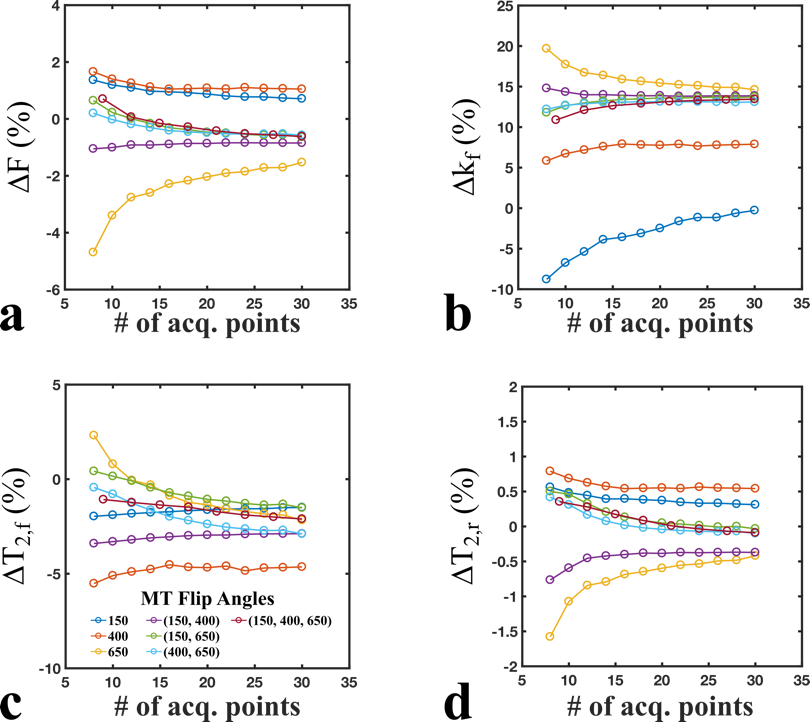 4
2
0
-2
-4
-6
ΔF (%)
5 10 15 20 25 30 35
# of acq. points
a
25
20
15
10
5
0
-5
-10
Δkf (%)
5 10 15 20 25 30 35
# of acq. points
b
5
0
-5
-10
ΔT2,f (%)
MT Flip Angles
150 (150, 400) (150, 400, 650)
400 (150, 650)
650 (400, 650)
5 10 15 20 25 30 35
# of acq. points
c
2
1.5
1
0.5
0
-0.5
-1
-1.5
-2
ΔT2,r (%)
5 10 15 20 25 30 35
# of acq. points
d